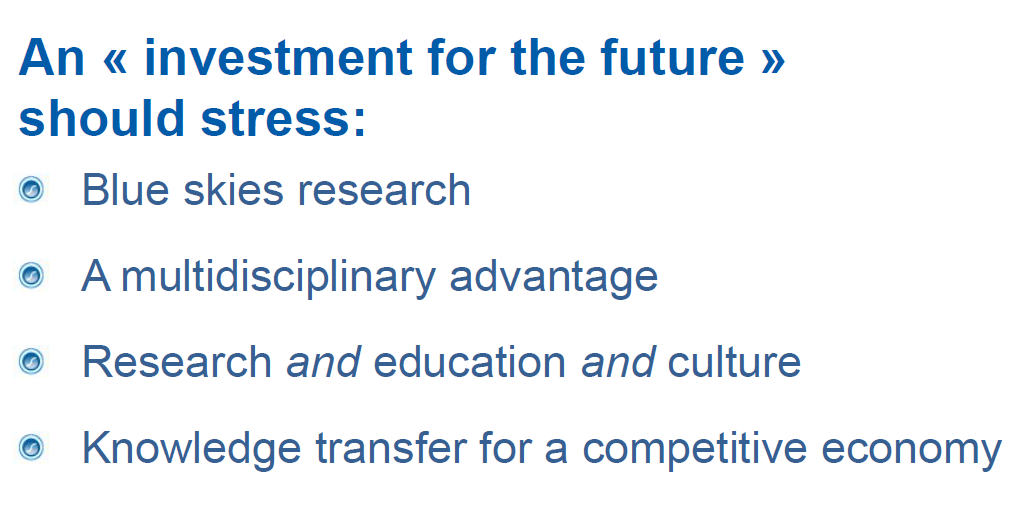 An « investment for the future »
should stress:
Blue skies research
A multidisciplinary advantage
Research and education and culture
Knowledge transfer for a competitive economy